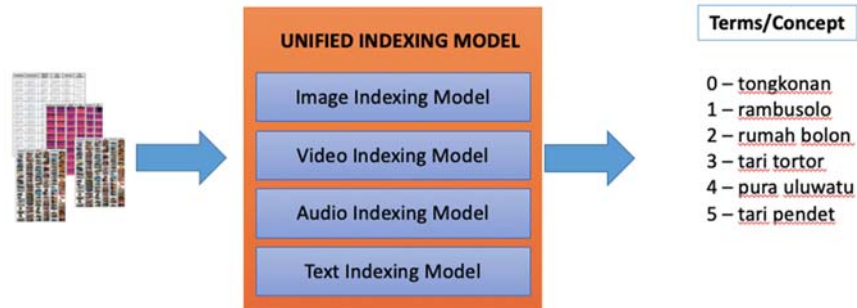 UNIFIED INDEXING MODEL
Image Indexing Model
Video Indexing Model
Audio Indexing Model
Text Indexing Model
Terms/Concept
0 – tongkonan
1 – rambusolo
2 – rumah bolon
3 – tari tortor
4 – pura uluwatu
5 – tari pendet